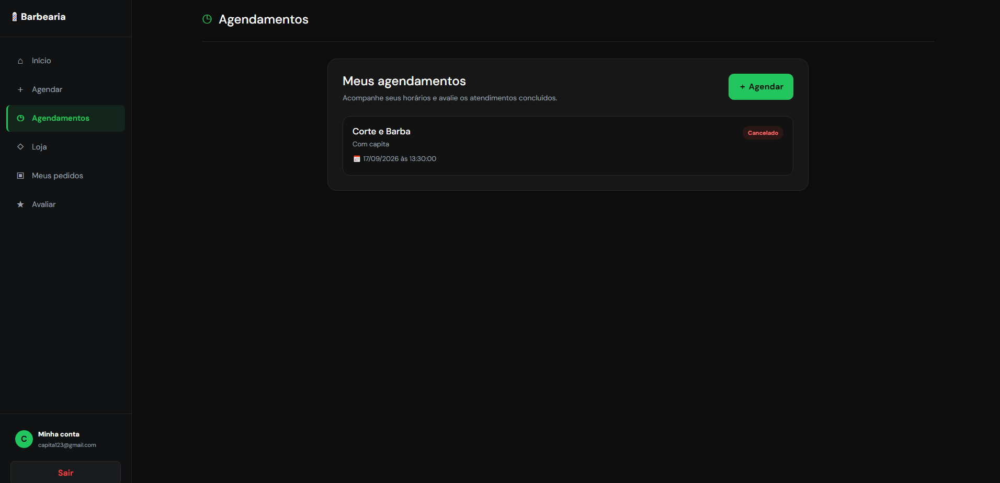 Barbearia
Início
+ Agendar
Agendamentos
Loja
Meus pedidos
Avaliar
C
Minha conta
capita123@gmail.com
Sair
Agendamentos
Meus agendamentos
Acompanhe seus horários e avalie os atendimentos concluídos.
+ Agendar
Corte e Barba
Cancelado
Com capita
17/09/2026 às 13:30:00